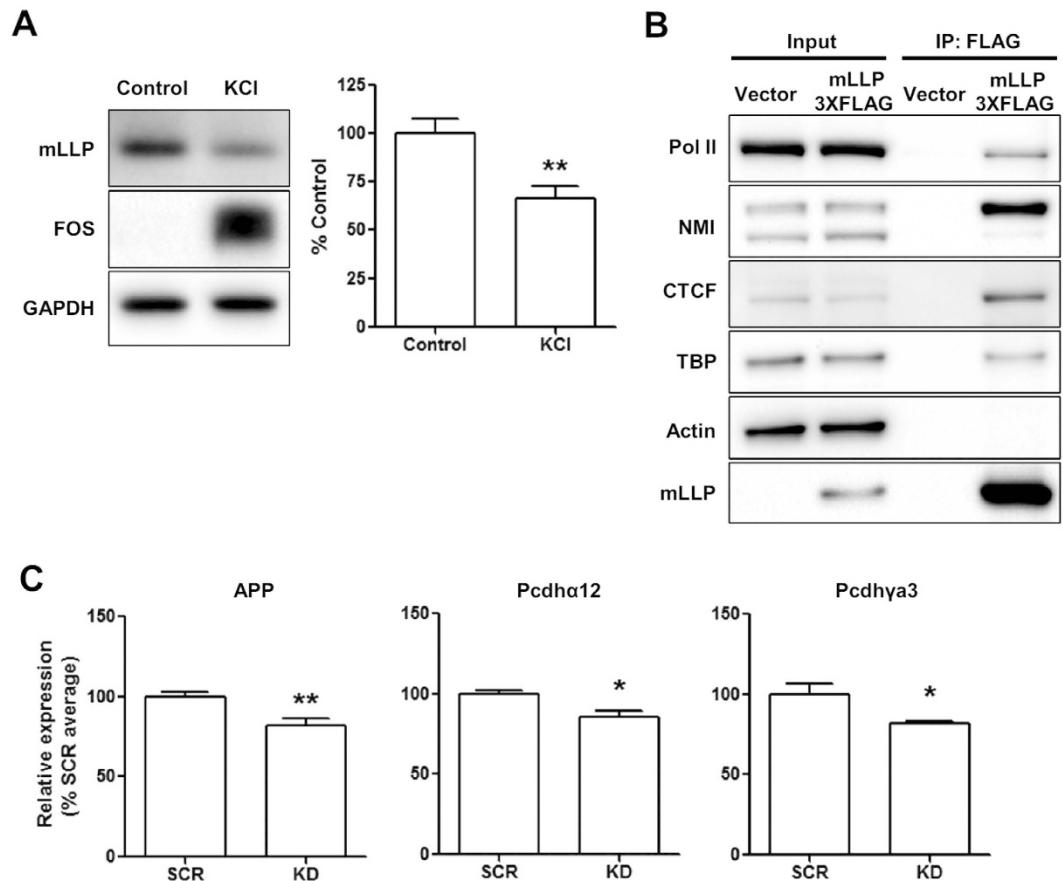 A
Control KCl
mLLP
FOS
GAPDH
% Control
125
100
75
50
25
0
**
Control KCl
B
Input IP: FLAG
Vector mLLP 3XFLAG Vector mLLP 3XFLAG
Pol II
NMI
CTCF
TBP
Actin
mLLP
C
Relative expression
(% SCR average)
APP
150
100
50
0
**
SCR KD
Pcdhα12
150
100
50
0
*
SCR KD
Pcdhγa3
150
100
50
0
*
SCR KD